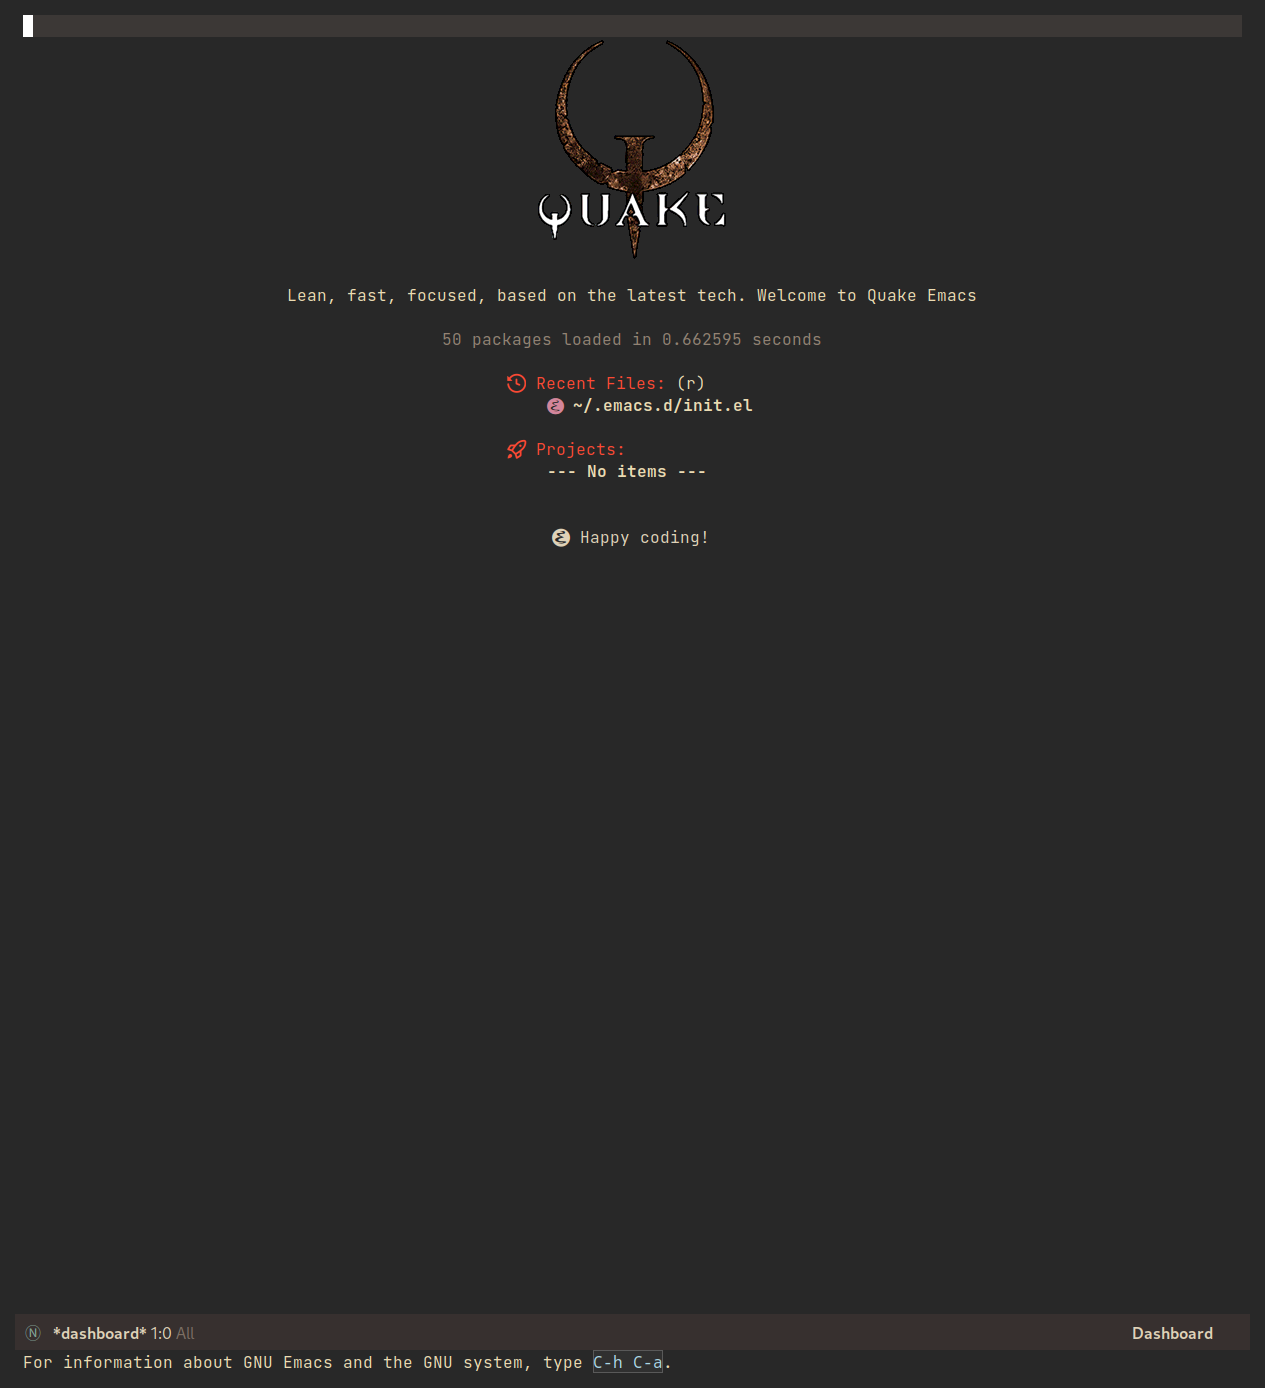 QUAKE
Lean, fast, focused, based on the latest tech. Welcome to Quake Emacs
50 packages loaded in 0.662595 seconds
Recent Files: (r)
~/.emacs.d/init.el
Projects:
--- No items ---
Happy coding!
Ⓝ *dashboard* 1:0 All Dashboard
For information about GNU Emacs and the GNU system, type C-h C-a.